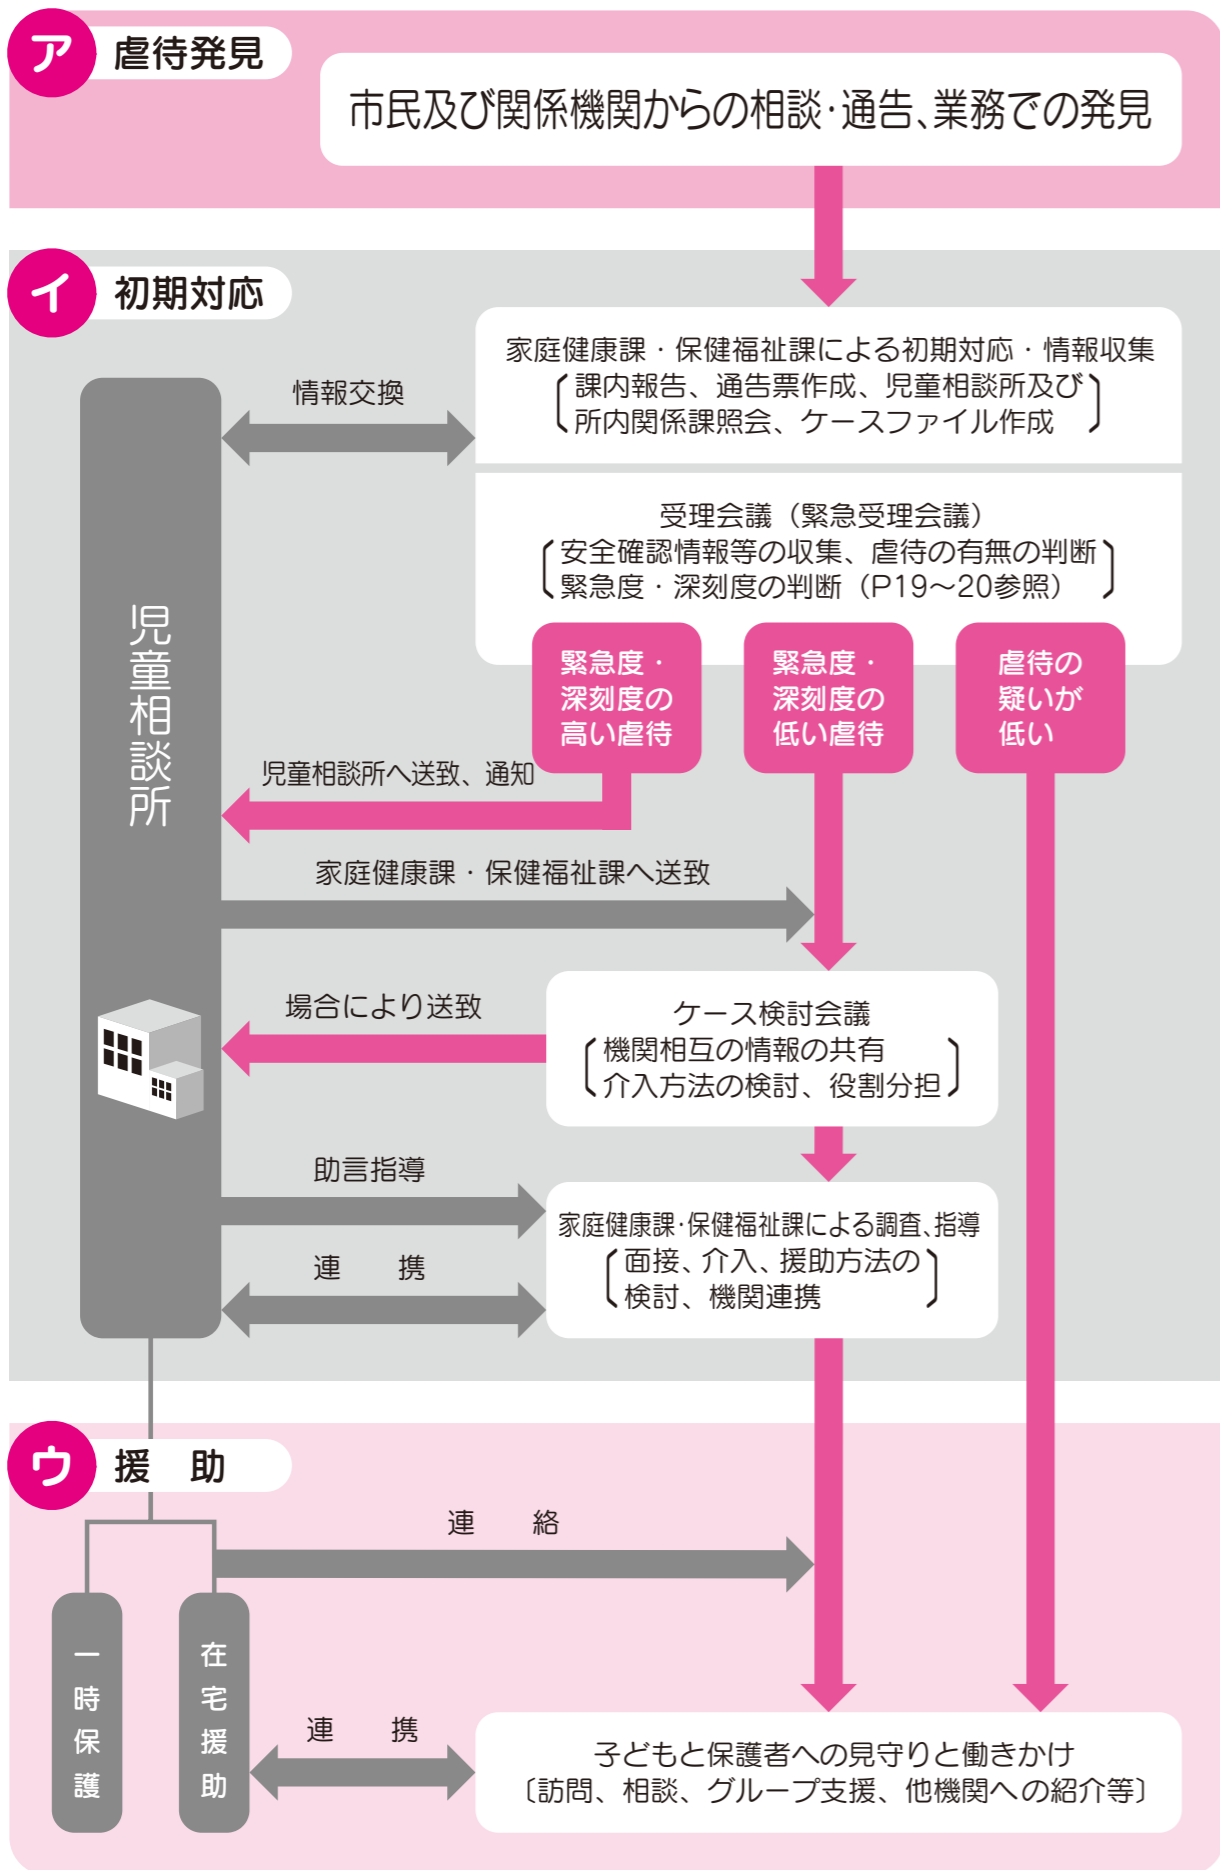 ア 虐待発見
市民及び関係機関からの相談・通告、業務での発見
イ 初期対応
家庭健康課・保健福祉課による初期対応・情報収集
課内報告、通告票作成、児童相談所及び
所内関係課照会、ケースファイル作成
情報交換
受理会議（緊急受理会議）
安全確認情報等の収集、虐待の有無の判断
緊急度・深刻度の判断（P19～20参照）
児童相談所
緊急度・
深刻度の
高い虐待
緊急度・
深刻度の
低い虐待
虐待の
疑いが
低い
児童相談所へ送致、通知
家庭健康課・保健福祉課へ送致
場合により送致
ケース検討会議
機関相互の情報の共有
介入方法の検討、役割分担
助言指導
家庭健康課・保健福祉課による調査、指導
面接、介入、援助方法の
検討、機関連携
連　携
ウ 援　助
連　絡
一時保護
在宅援助
連　携
子どもと保護者への見守りと働きかけ
〔訪問、相談、グループ支援、他機関への紹介等〕